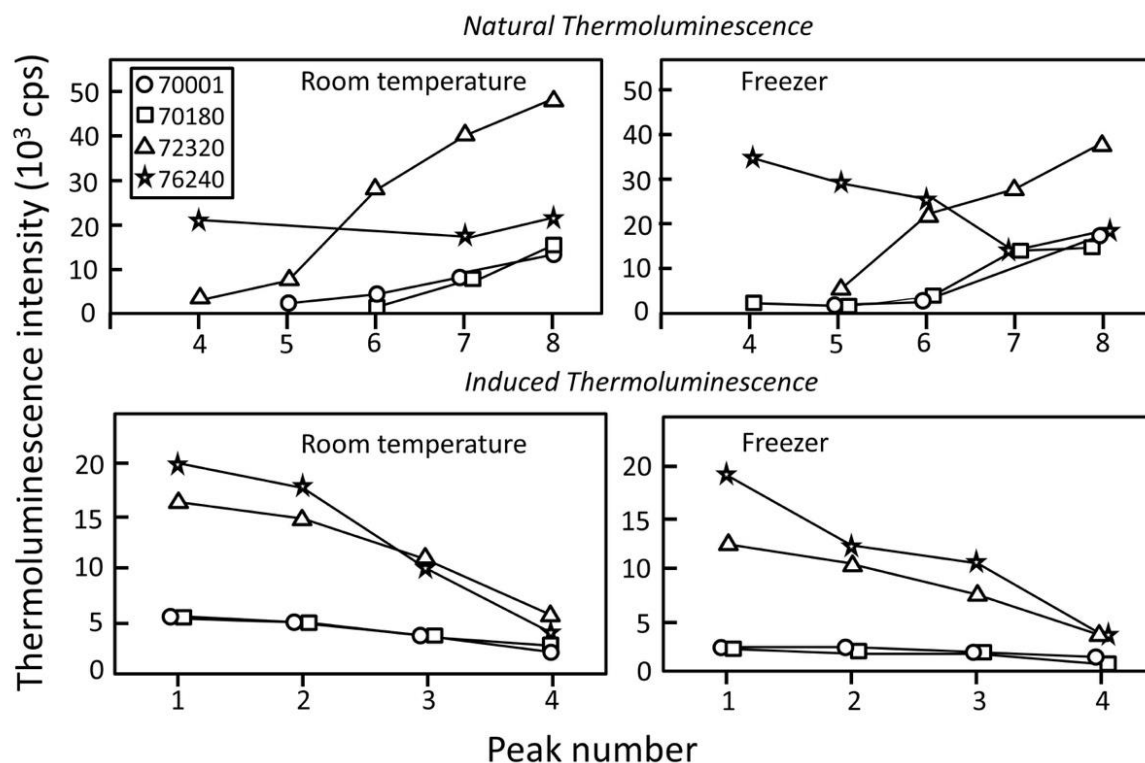 Natural Thermoluminescence
Thermoluminescence intensity (10³ cps)
Room temperature
70001
70180
72320
76240
50
40
30
20
10
0
4 5 6 7 8
Freezer
50
40
30
20
10
0
4 5 6 7 8
Induced Thermoluminescence
Room temperature
20
15
10
5
0
1 2 3 4
Freezer
20
15
10
5
0
1 2 3 4
Peak number